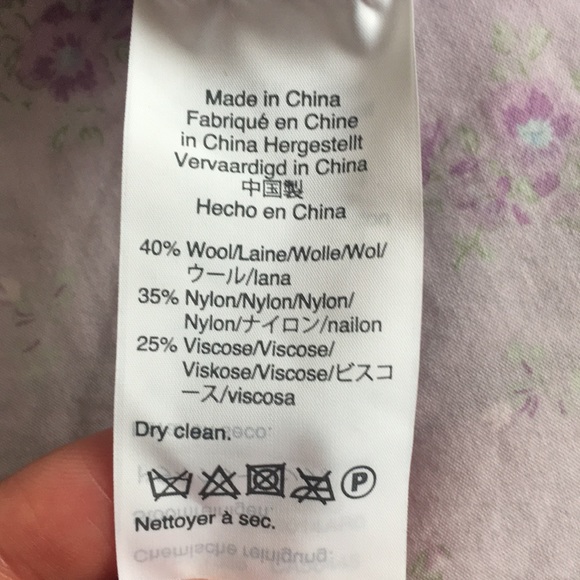 Made in China
Fabriqué en Chine
in China Hergestellt
Vervaardigd in China
中国製
Hecho en China
40% Wool/Laine/Wolle/Wol/
ウール/lana
35% Nylon/Nylon/Nylon/
Nylon/ナイロン/nailon
25% Viscose/Viscose/
Viskose/Viscose/ビスコ
ース/viscosa
Dry clean.
P
Nettoyer à sec.